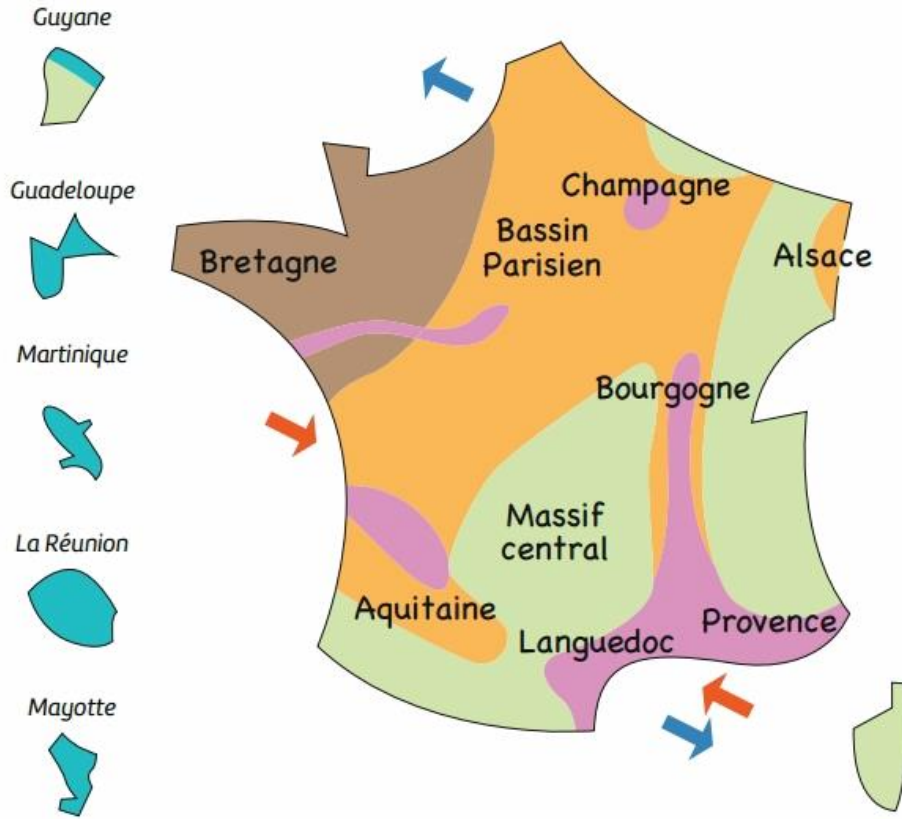 Guyane
Guadeloupe
Martinique
La Réunion
Mayotte
Champagne
Bassin
Parisien
Bretagne
Alsace
Bourgogne
Massif
central
Aquitaine
Languedoc
Provence